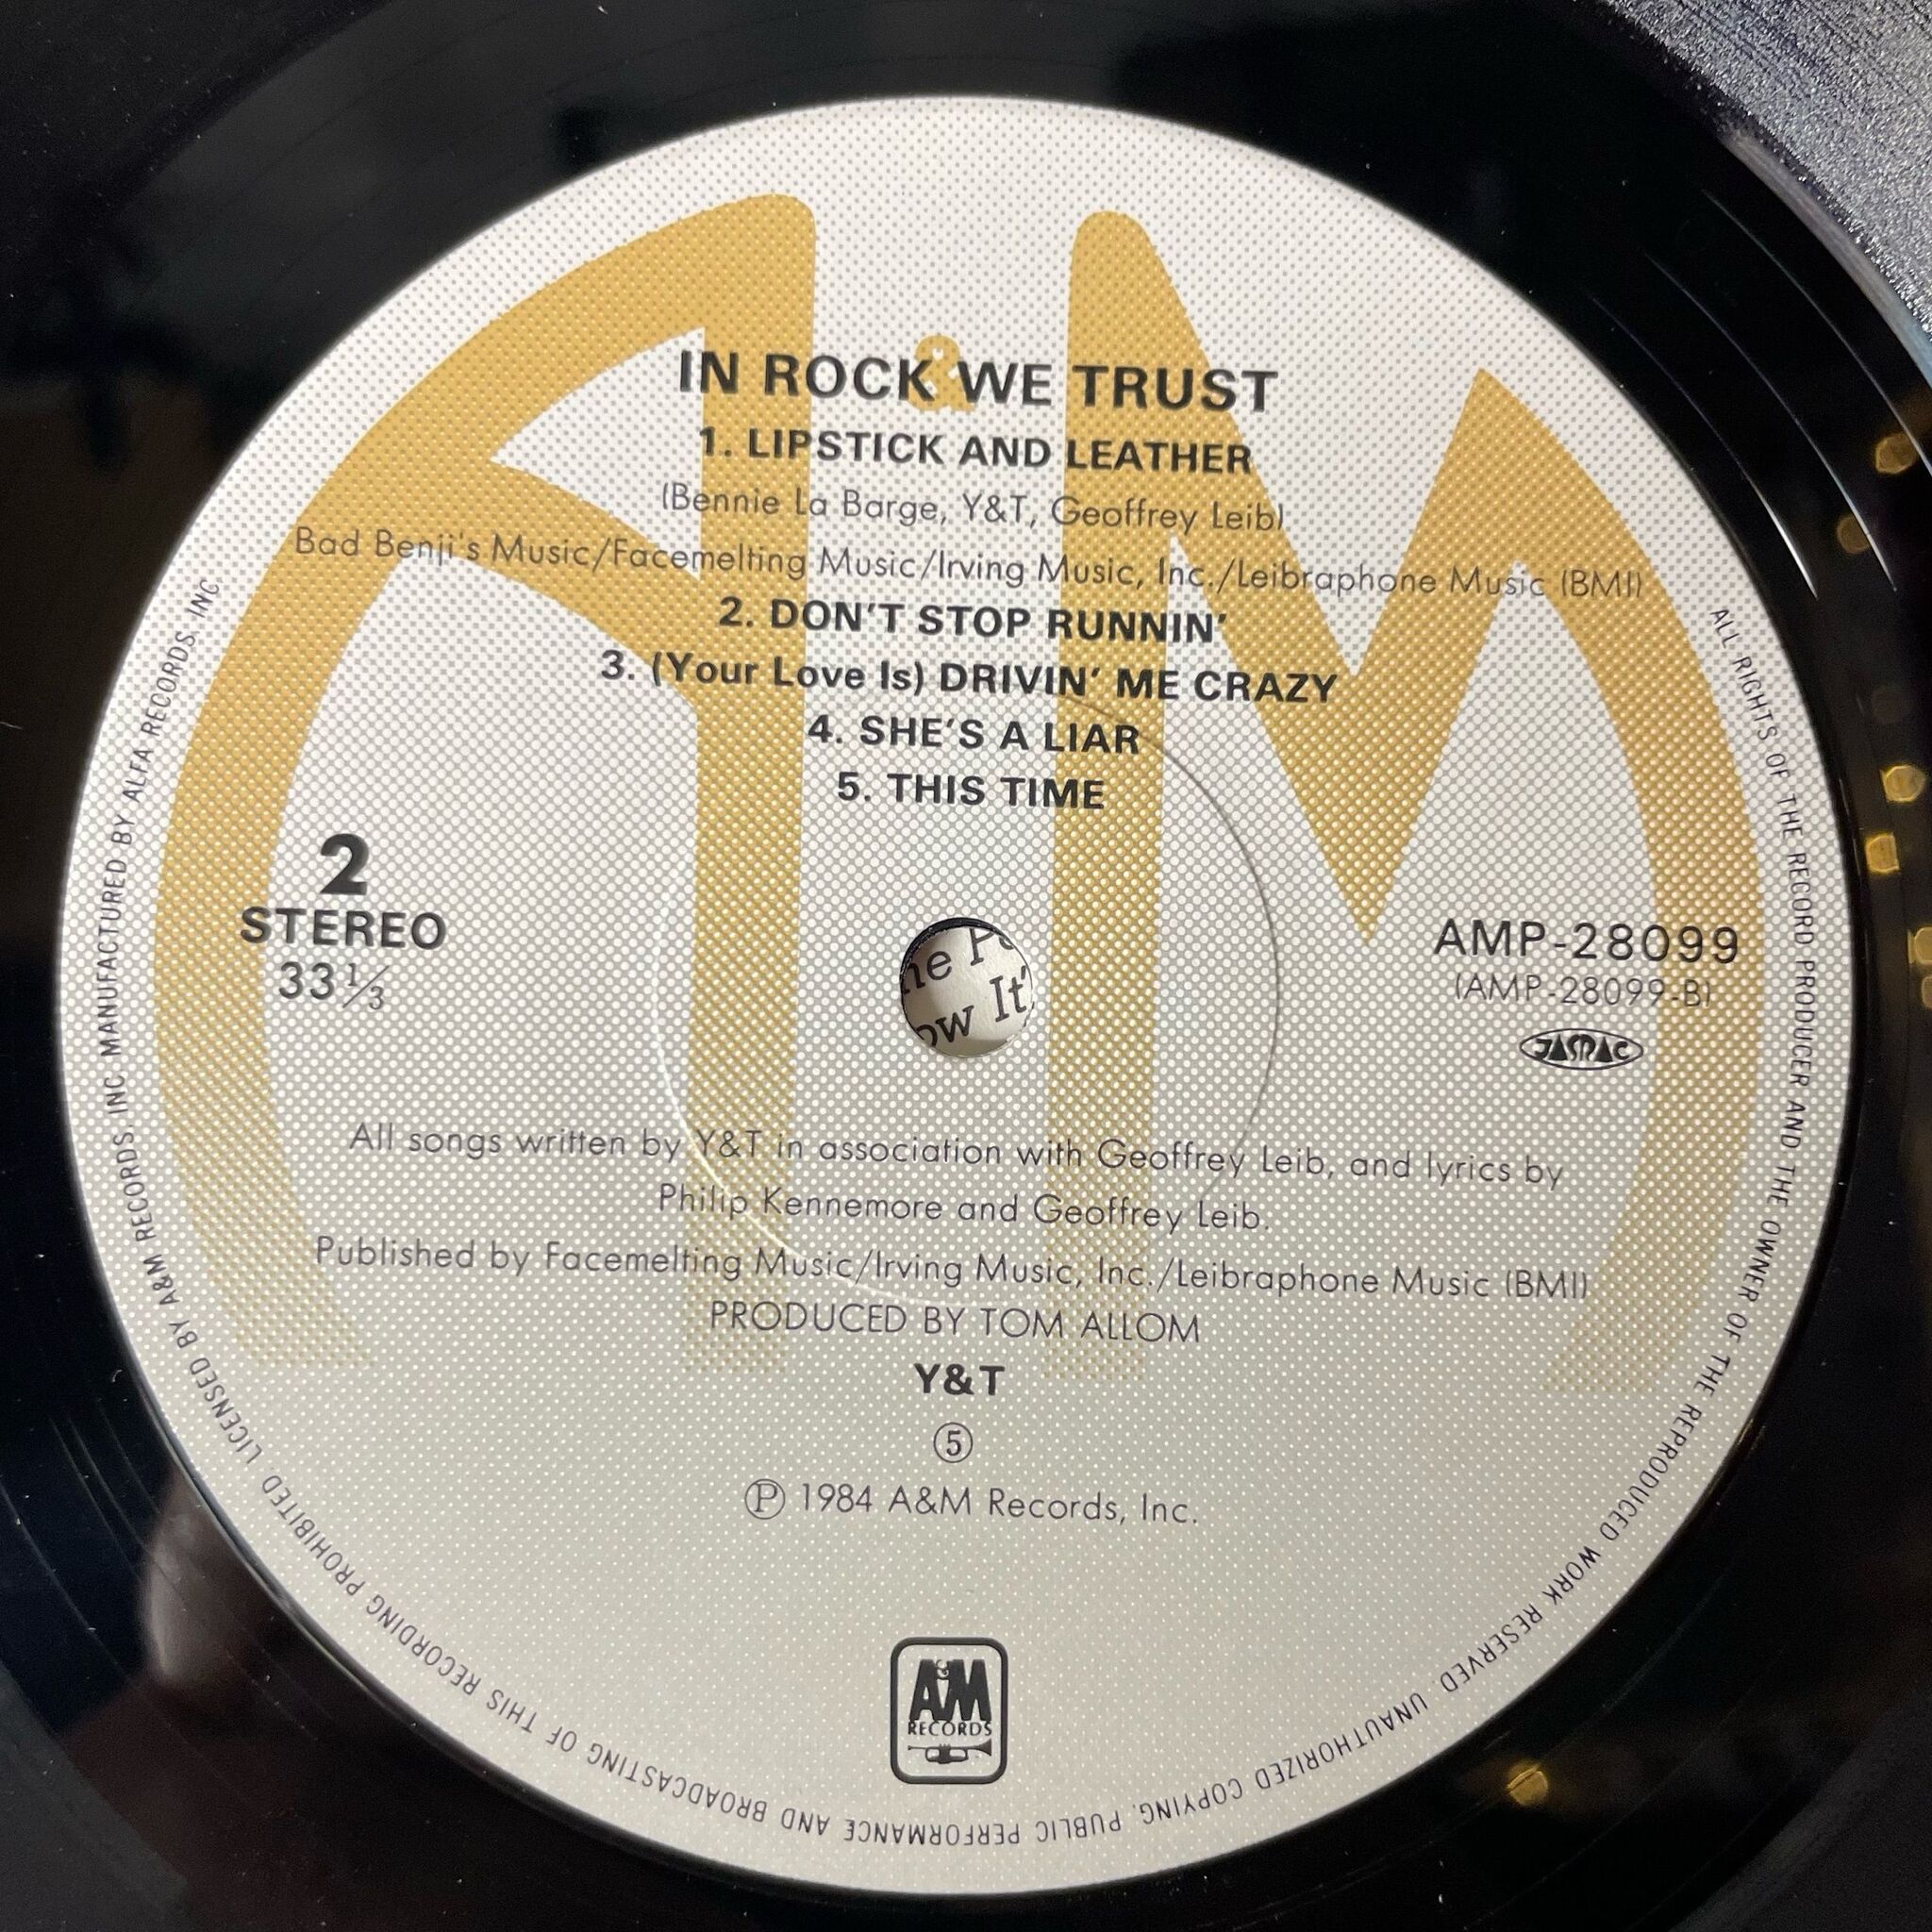 &
IN ROCK WE TRUST
1. LIPSTICK AND LEATHER
(Bennie La Barge, Y&T, Geoffrey Leib)
Bad Benji's Music/Facemelting Music/Irving Music, Inc./Leibraphone Music (BMI)
2. DON'T STOP RUNNIN'
3. (Your Love Is) DRIVIN' ME CRAZY
4. SHE'S A LIAR
5. THIS TIME
2
STEREO
33 1/3
AMP-28099
(AMP-28099-B)
JASRAC
All songs written by Y&T in association with Geoffrey Leib, and lyrics by
Philip Kennemore and Geoffrey Leib.
Published by Facemelting Music/Irving Music, Inc./Leibraphone Music (BMI)
PRODUCED BY TOM ALLOM
Y&T
⑤
℗ 1984 A&M Records, Inc.
A&M
RECORDS
ALL RIGHTS OF THE RECORD PRODUCER AND THE OWNER OF THE REPRODUCED WORK RESERVED. UNAUTHORIZED COPYING, PUBLIC PERFORMANCE AND BROADCASTING OF THIS RECORDING PROHIBITED. LICENSED BY A&M RECORDS. INC MANUFACTURED BY ALFA RECORDS. INC